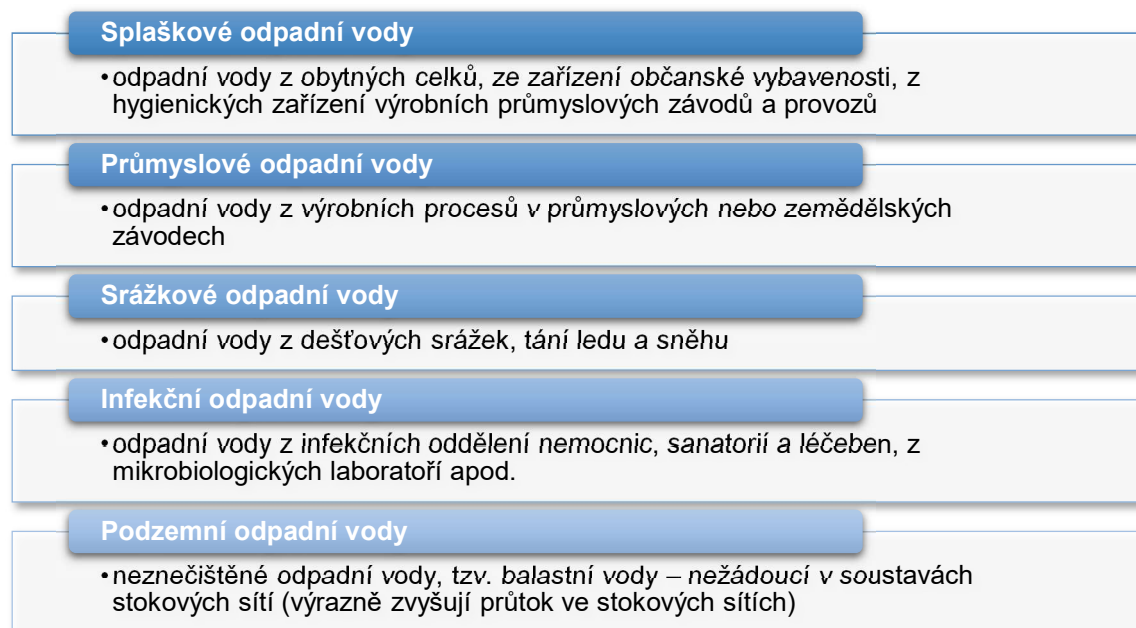 Splaškové odpadní vody
•odpadní vody z obytných celků, ze zařízení občanské vybavenosti, z
hygienických zařízení výrobních průmyslových závodů a provozů
Průmyslové odpadní vody
•odpadní vody z výrobních procesů v průmyslových nebo zemědělských
závodech
Srážkové odpadní vody
•odpadní vody z dešťových srážek, tání ledu a sněhu
Infekční odpadní vody
•odpadní vody z infekčních oddělení nemocnic, sanatorií a léčeben, z
mikrobiologických laboratoří apod.
Podzemní odpadní vody
•neznečištěné odpadní vody, tzv. balastní vody – nežádoucí v soustavách
stokových sítí (výrazně zvyšují průtok ve stokových sítích)